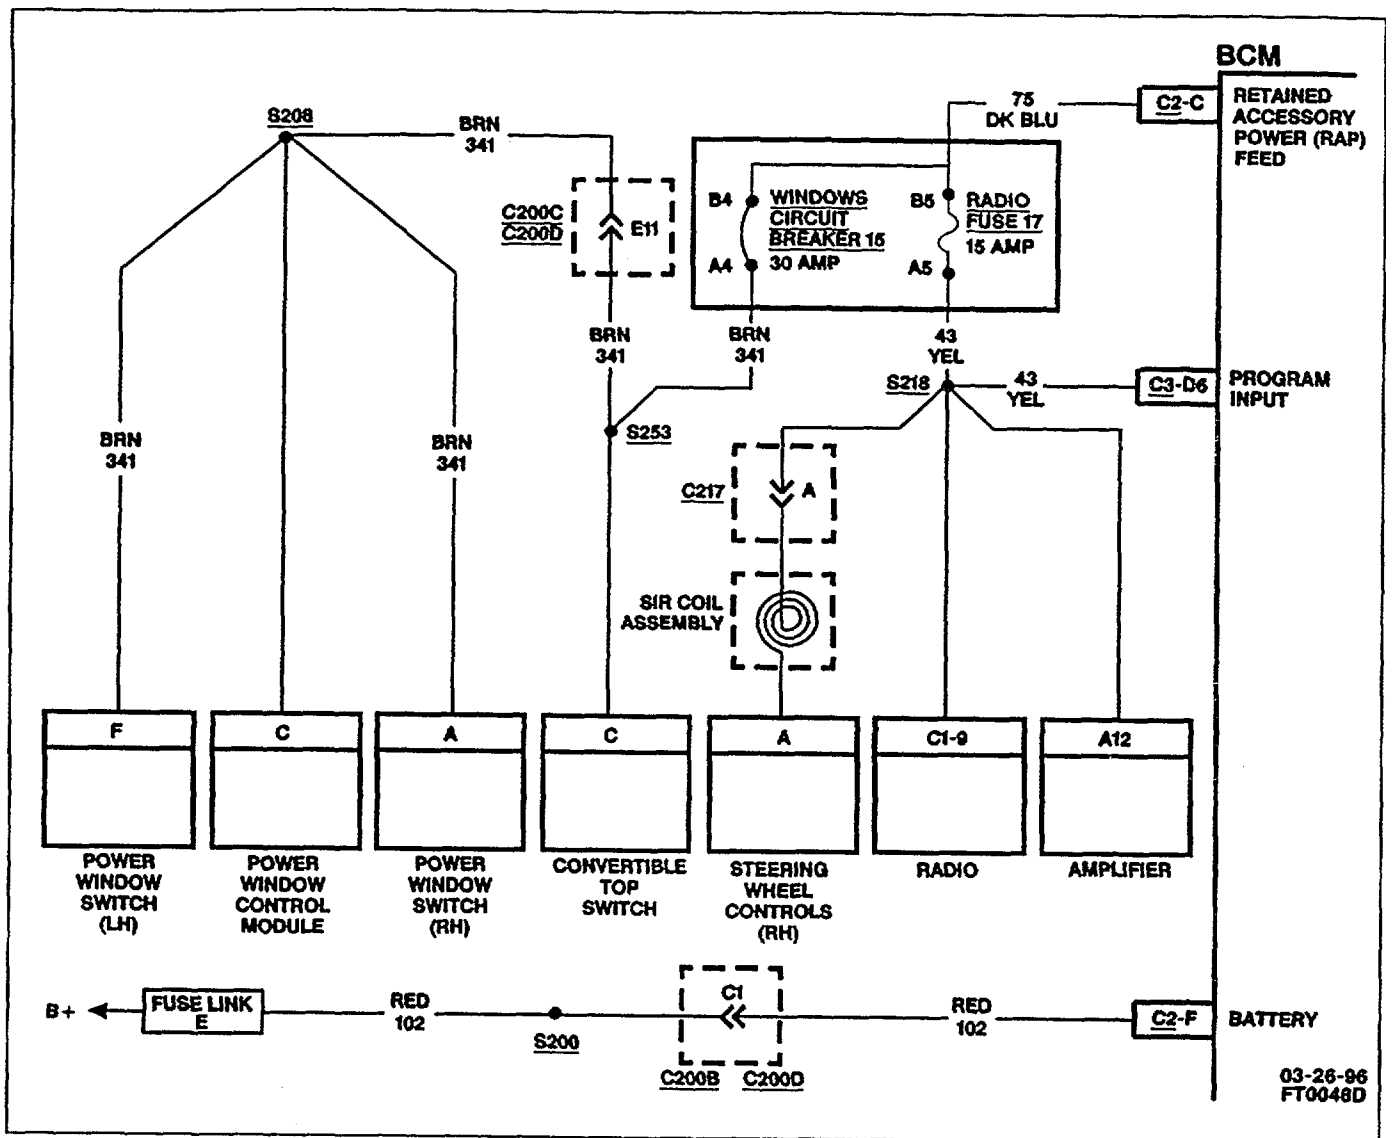 BCM
75
DK BLU
C2-C
RETAINED
ACCESSORY
POWER (RAP)
FEED
S208
BRN
341
C200C
C200D
E11
B4
WINDOWS
CIRCUIT
BREAKER 15
30 AMP
A4
B5
RADIO
FUSE 17
15 AMP
A5
BRN
341
BRN
341
43
YEL
S218
43
YEL
C3-D6
PROGRAM
INPUT
BRN
341
BRN
341
S253
C217
A
SIR COIL
ASSEMBLY
F
C
A
C
A
C1-9
A12
POWER
WINDOW
SWITCH
(LH)
POWER
WINDOW
CONTROL
MODULE
POWER
WINDOW
SWITCH
(RH)
CONVERTIBLE
TOP
SWITCH
STEERING
WHEEL
CONTROLS
(RH)
RADIO
AMPLIFIER
B+
FUSE LINK
E
RED
102
S200
C1
C200B
C200D
RED
102
C2-F
BATTERY
03-26-96
FT0048D